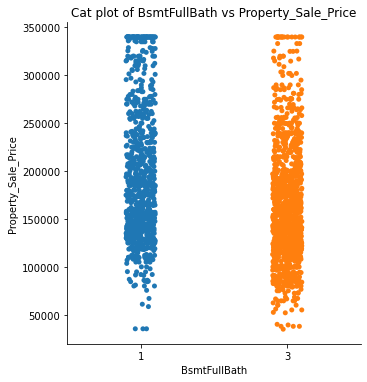 Cat plot of BsmtFullBath vs Property_Sale_Price
350000
300000
250000
200000
150000
100000
50000
Property_Sale_Price
1 3
BsmtFullBath